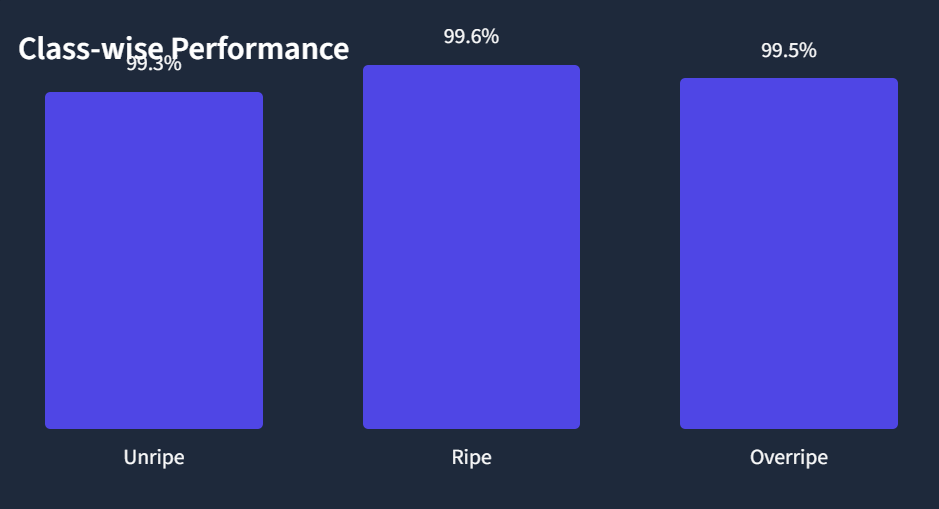 Class-wise Performance
99.3%
99.6%
99.5%
Unripe
Ripe
Overripe